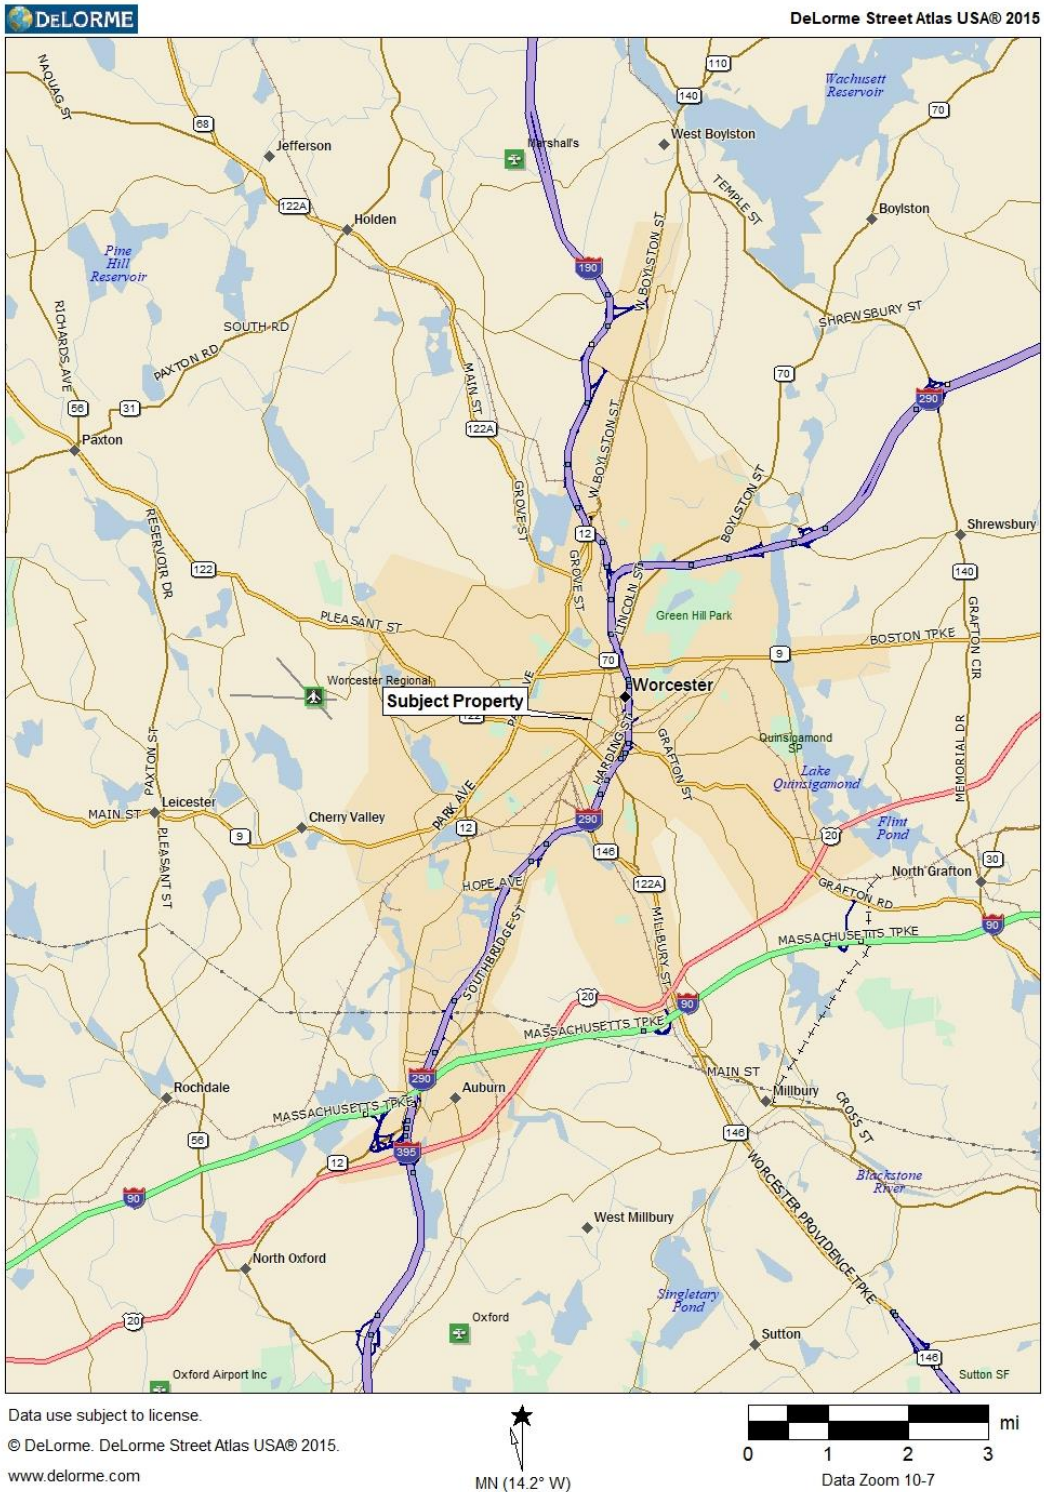 DELORME
DeLorme Street Atlas USA® 2015
NAQUAG ST
110
Wachusett
Reservoir
140
70
68
West Boylston
Marshall's
Jefferson
TEMPLE ST
122A
Boylston
Holden
W BOYLSTON ST
Pine
Hill
Reservoir
190
SHREWSBURY ST
RICHARDS AVE
SOUTH RD
PAXTON RD
MAIN ST
70
290
56
31
122A
Paxton
W BOYLSTON ST
BOYLSTON ST
GROVE ST
RESERVOIR DR
12
Shrewsbury
122
GROVE ST
140
LINCOLN ST
GRAFTON CIR
PLEASANT ST
Green Hill Park
BOSTON TPKE
9
70
Worcester Regional
Worcester
Subject Property
122
HARDING ST
GRAFTON ST
Quinsigamond
SP
PAXTON ST
MEMORIAL DR
Lake
Quinsigamond
Leicester
MAIN ST
Cherry Valley
PARK AVE
290
Flint
Pond
20
9
12
146
PLEASANT ST
North Grafton
30
HOPE AVE
122A
GRAFTON RD
SOUTHBRIDGE ST
MILLBURY ST
90
MASSACHUSETTS TPKE
20
90
MASSACHUSETTS TPKE
MAIN ST
290
Rochdale
Auburn
Millbury
MASSACHUSETTS TPKE
CROSS ST
56
146
395
12
WORCESTER PROVIDENCE TPKE
Blackstone
River
90
West Millbury
North Oxford
Singletary
Pond
20
Oxford
Sutton
146
Oxford Airport Inc
Sutton SF
Data use subject to license.
© DeLorme. DeLorme Street Atlas USA® 2015.
www.delorme.com
MN (14.2° W)
mi
0 1 2 3
Data Zoom 10-7